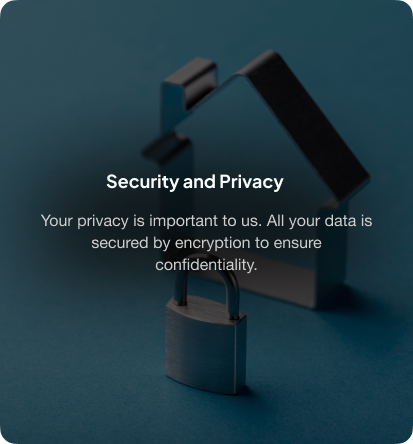 Security and Privacy
Your privacy is important to us. All your data is
secured by encryption to ensure
confidentiality.